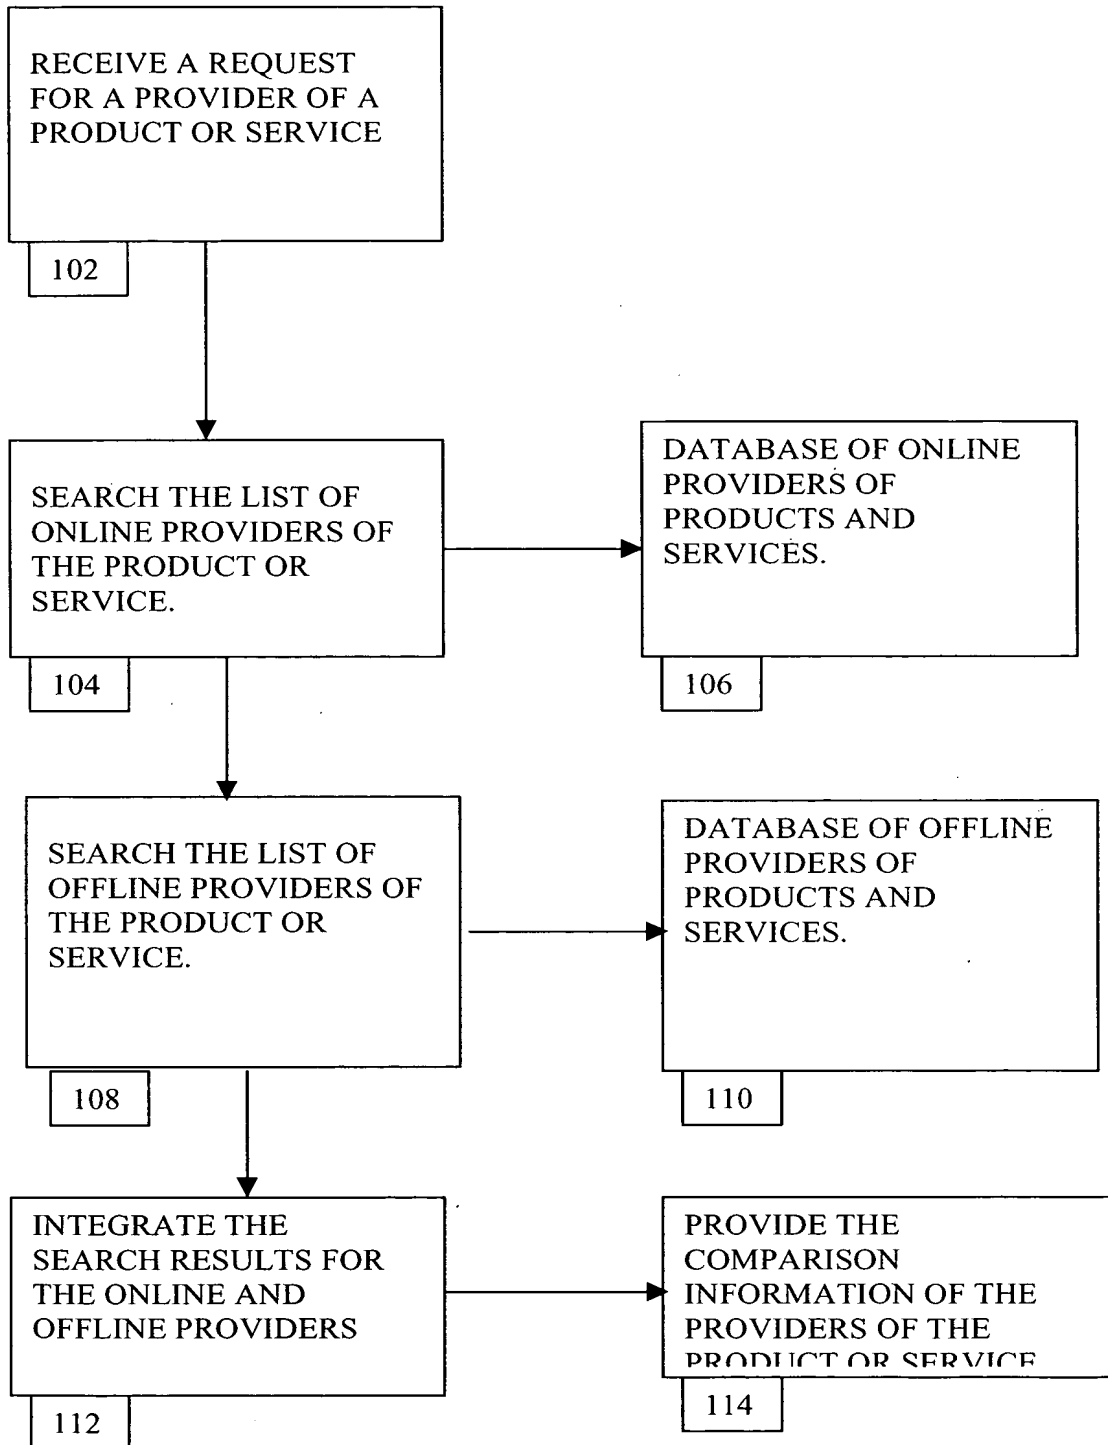 RECEIVE A REQUEST
FOR A PROVIDER OF A
PRODUCT OR SERVICE
102
SEARCH THE LIST OF
ONLINE PROVIDERS OF
THE PRODUCT OR
SERVICE.
104
DATABASE OF ONLINE
PROVIDERS OF
PRODUCTS AND
SERVICES.
106
SEARCH THE LIST OF
OFFLINE PROVIDERS OF
THE PRODUCT OR
SERVICE.
108
DATABASE OF OFFLINE
PROVIDERS OF
PRODUCTS AND
SERVICES.
110
INTEGRATE THE
SEARCH RESULTS FOR
THE ONLINE AND
OFFLINE PROVIDERS
112
PROVIDE THE
COMPARISON
INFORMATION OF THE
PROVIDERS OF THE
PRODUCT OR SERVICE
114